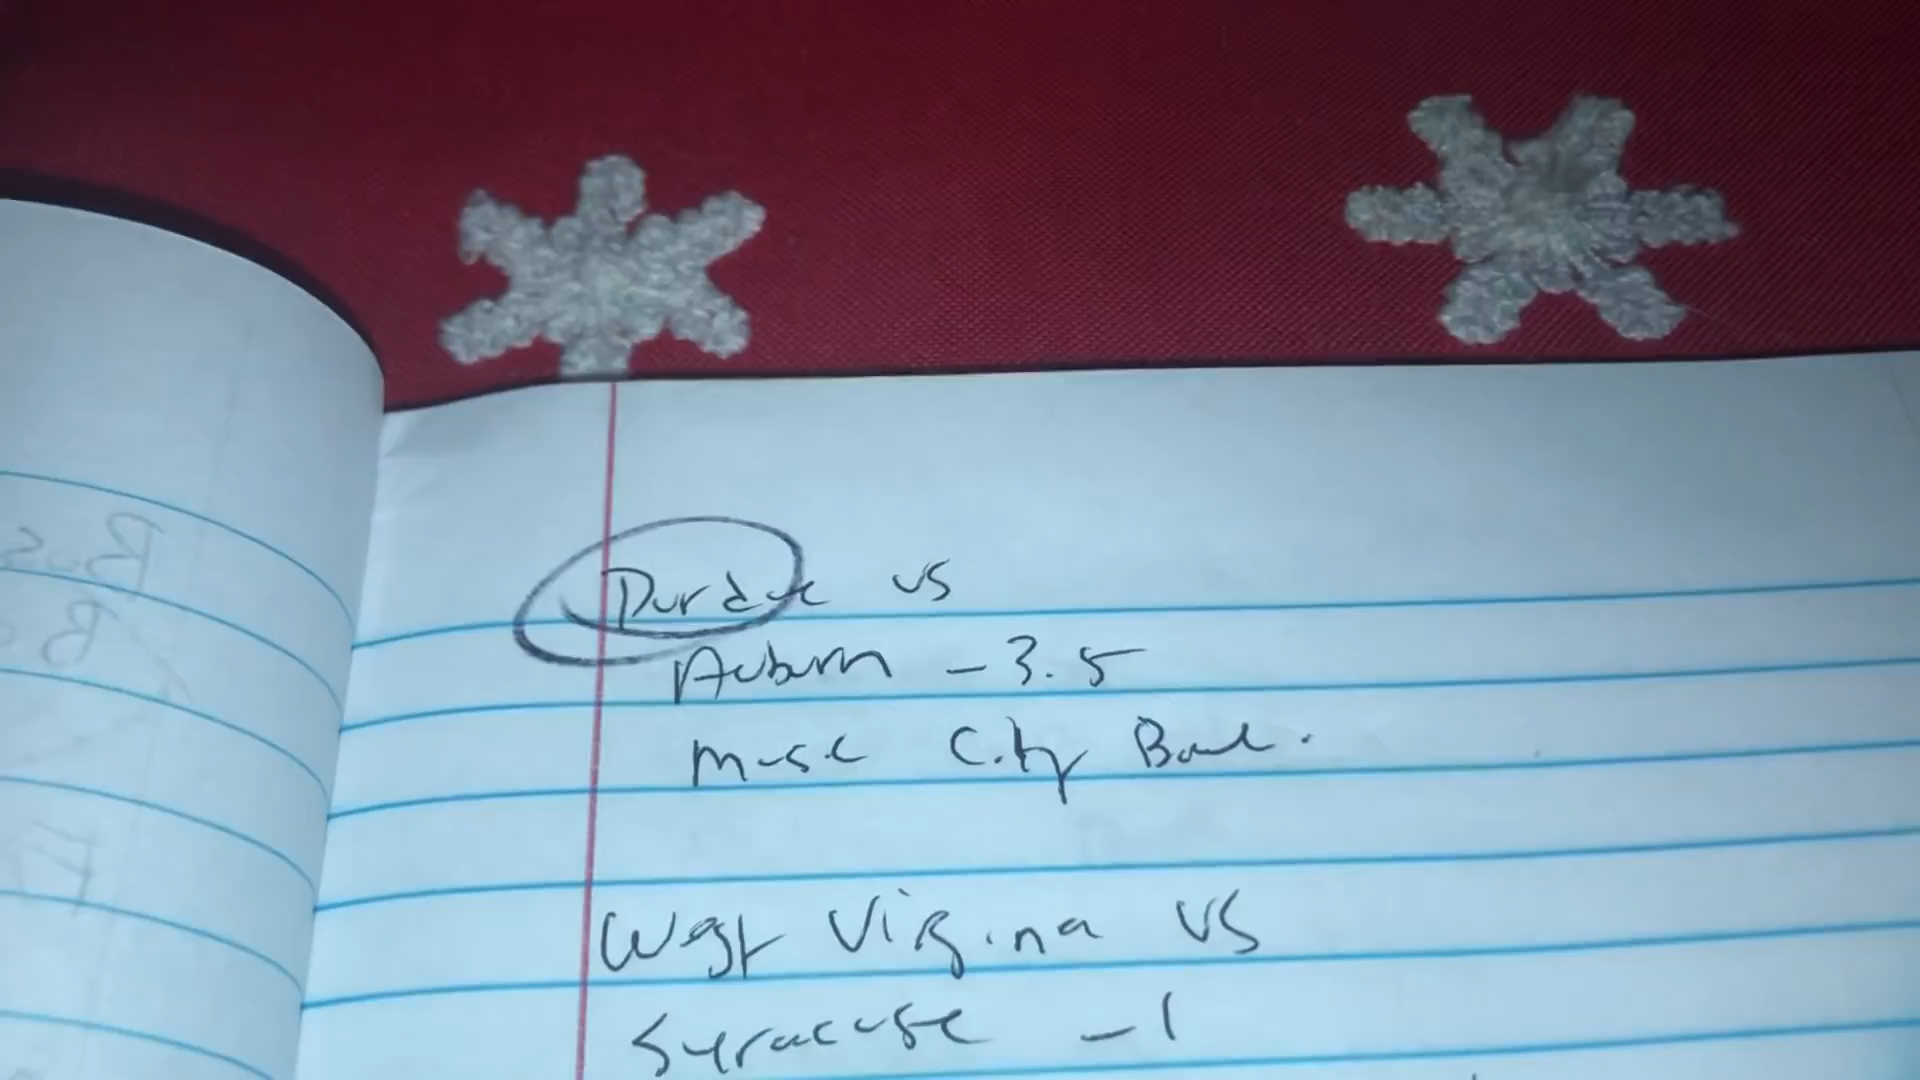 Purdue vs
Auburn -3.5
Music City Bowl.
West Virgina vs
Syracuse -1